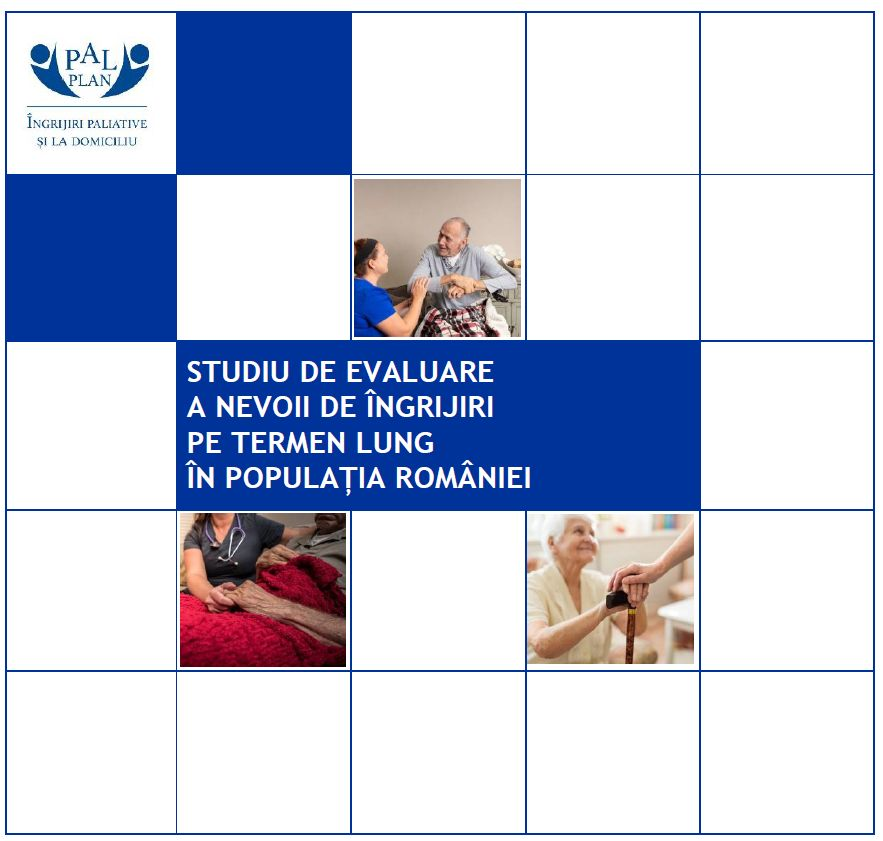 PAL
PLAN
ÎNGRIJIRI PALIATIVE
ȘI LA DOMICILIU
STUDIU DE EVALUARE
A NEVOII DE ÎNGRIJIRI
PE TERMEN LUNG
ÎN POPULAȚIA ROMÂNIEI